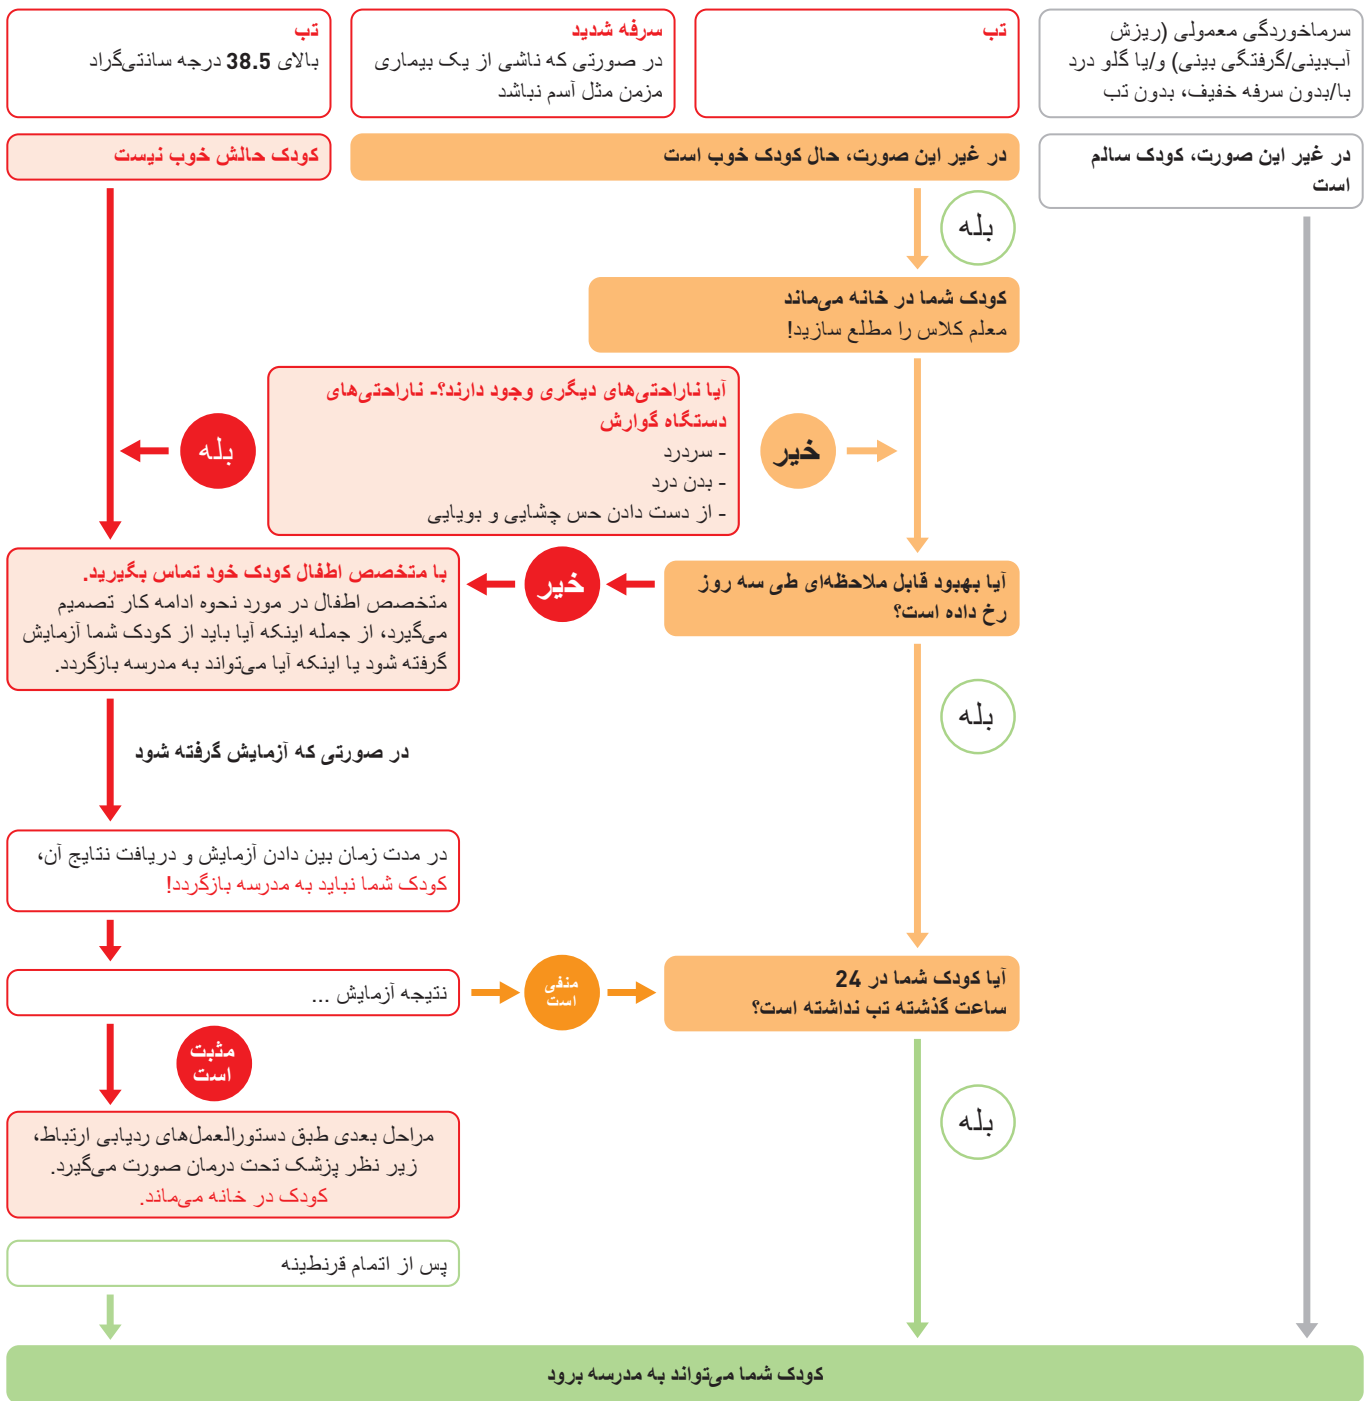 سرماخوردگی معمولی (ریزش
آب‌بینی/گرفتگی بینی) و/یا گلو درد
با/بدون سرفه خفیف، بدون تب
تب
سرفه شدید
در صورتی که ناشی از یک بیماری
مزمن مثل آسم نباشد
تب
بالای 38.5 درجه سانتی‌گراد
در غیر این صورت، کودک سالم
است
در غیر این صورت، حال کودک خوب است
کودک حالش خوب نیست
بله
کودک شما در خانه می‌ماند
معلم کلاس را مطلع سازید!
آیا ناراحتی‌های دیگری وجود دارند؟- ناراحتی‌های
دستگاه گوارش
- سردرد
- بدن درد
- از دست دادن حس چشایی و بویایی
خیر
بله
آیا بهبود قابل ملاحظه‌ای طی سه روز
رخ داده است؟
خیر
با متخصص اطفال کودک خود تماس بگیرید.
متخصص اطفال در مورد نحوه ادامه کار تصمیم
می‌گیرد، از جمله اینکه آیا باید از کودک شما آزمایش
گرفته شود یا اینکه آیا می‌تواند به مدرسه بازگردد.
بله
در صورتی که آزمایش گرفته شود
در مدت زمان بین دادن آزمایش و دریافت نتایج آن،
کودک شما نباید به مدرسه بازگردد!
نتیجه آزمایش ...
منفی
است
آیا کودک شما در 24
ساعت گذشته تب نداشته است؟
مثبت
است
بله
مراحل بعدی طبق دستورالعمل‌های ردیابی ارتباط،
زیر نظر پزشک تحت درمان صورت می‌گیرد.
کودک در خانه می‌ماند.
پس از اتمام قرنطینه
کودک شما می‌تواند به مدرسه برود